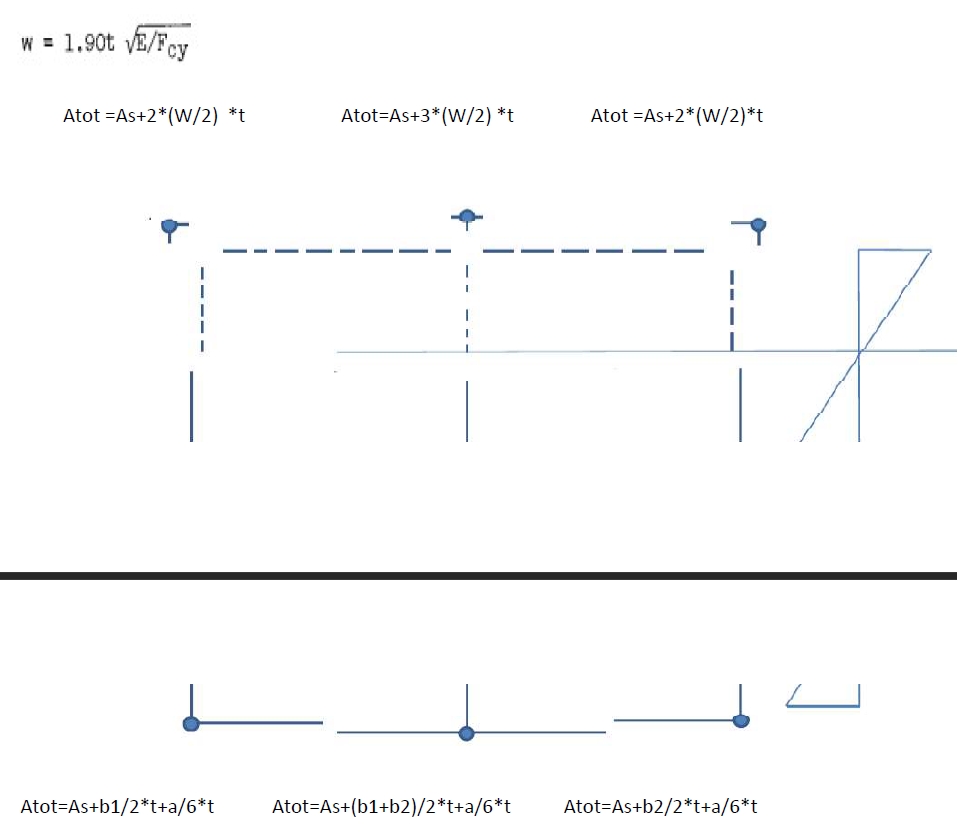 w = 1.90t √E/Fcy
Atot =As+2*(W/2) *t
Atot=As+3*(W/2) *t
Atot =As+2*(W/2)*t
Atot=As+b1/2*t+a/6*t
Atot=As+(b1+b2)/2*t+a/6*t
Atot=As+b2/2*t+a/6*t